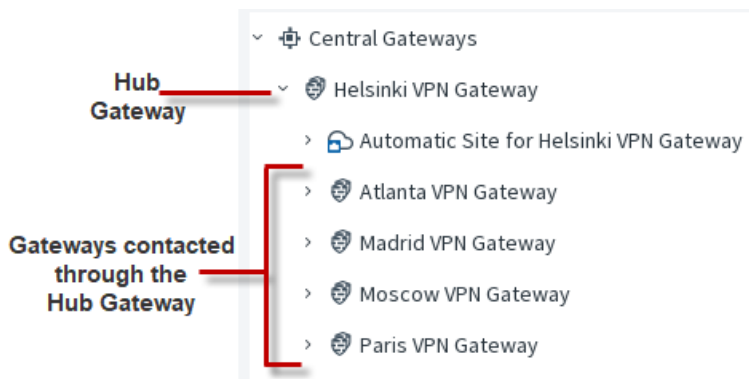 Central Gateways
Hub
Gateway
Helsinki VPN Gateway
Automatic Site for Helsinki VPN Gateway
Atlanta VPN Gateway
Gateways contacted
through the
Hub Gateway
Madrid VPN Gateway
Moscow VPN Gateway
Paris VPN Gateway